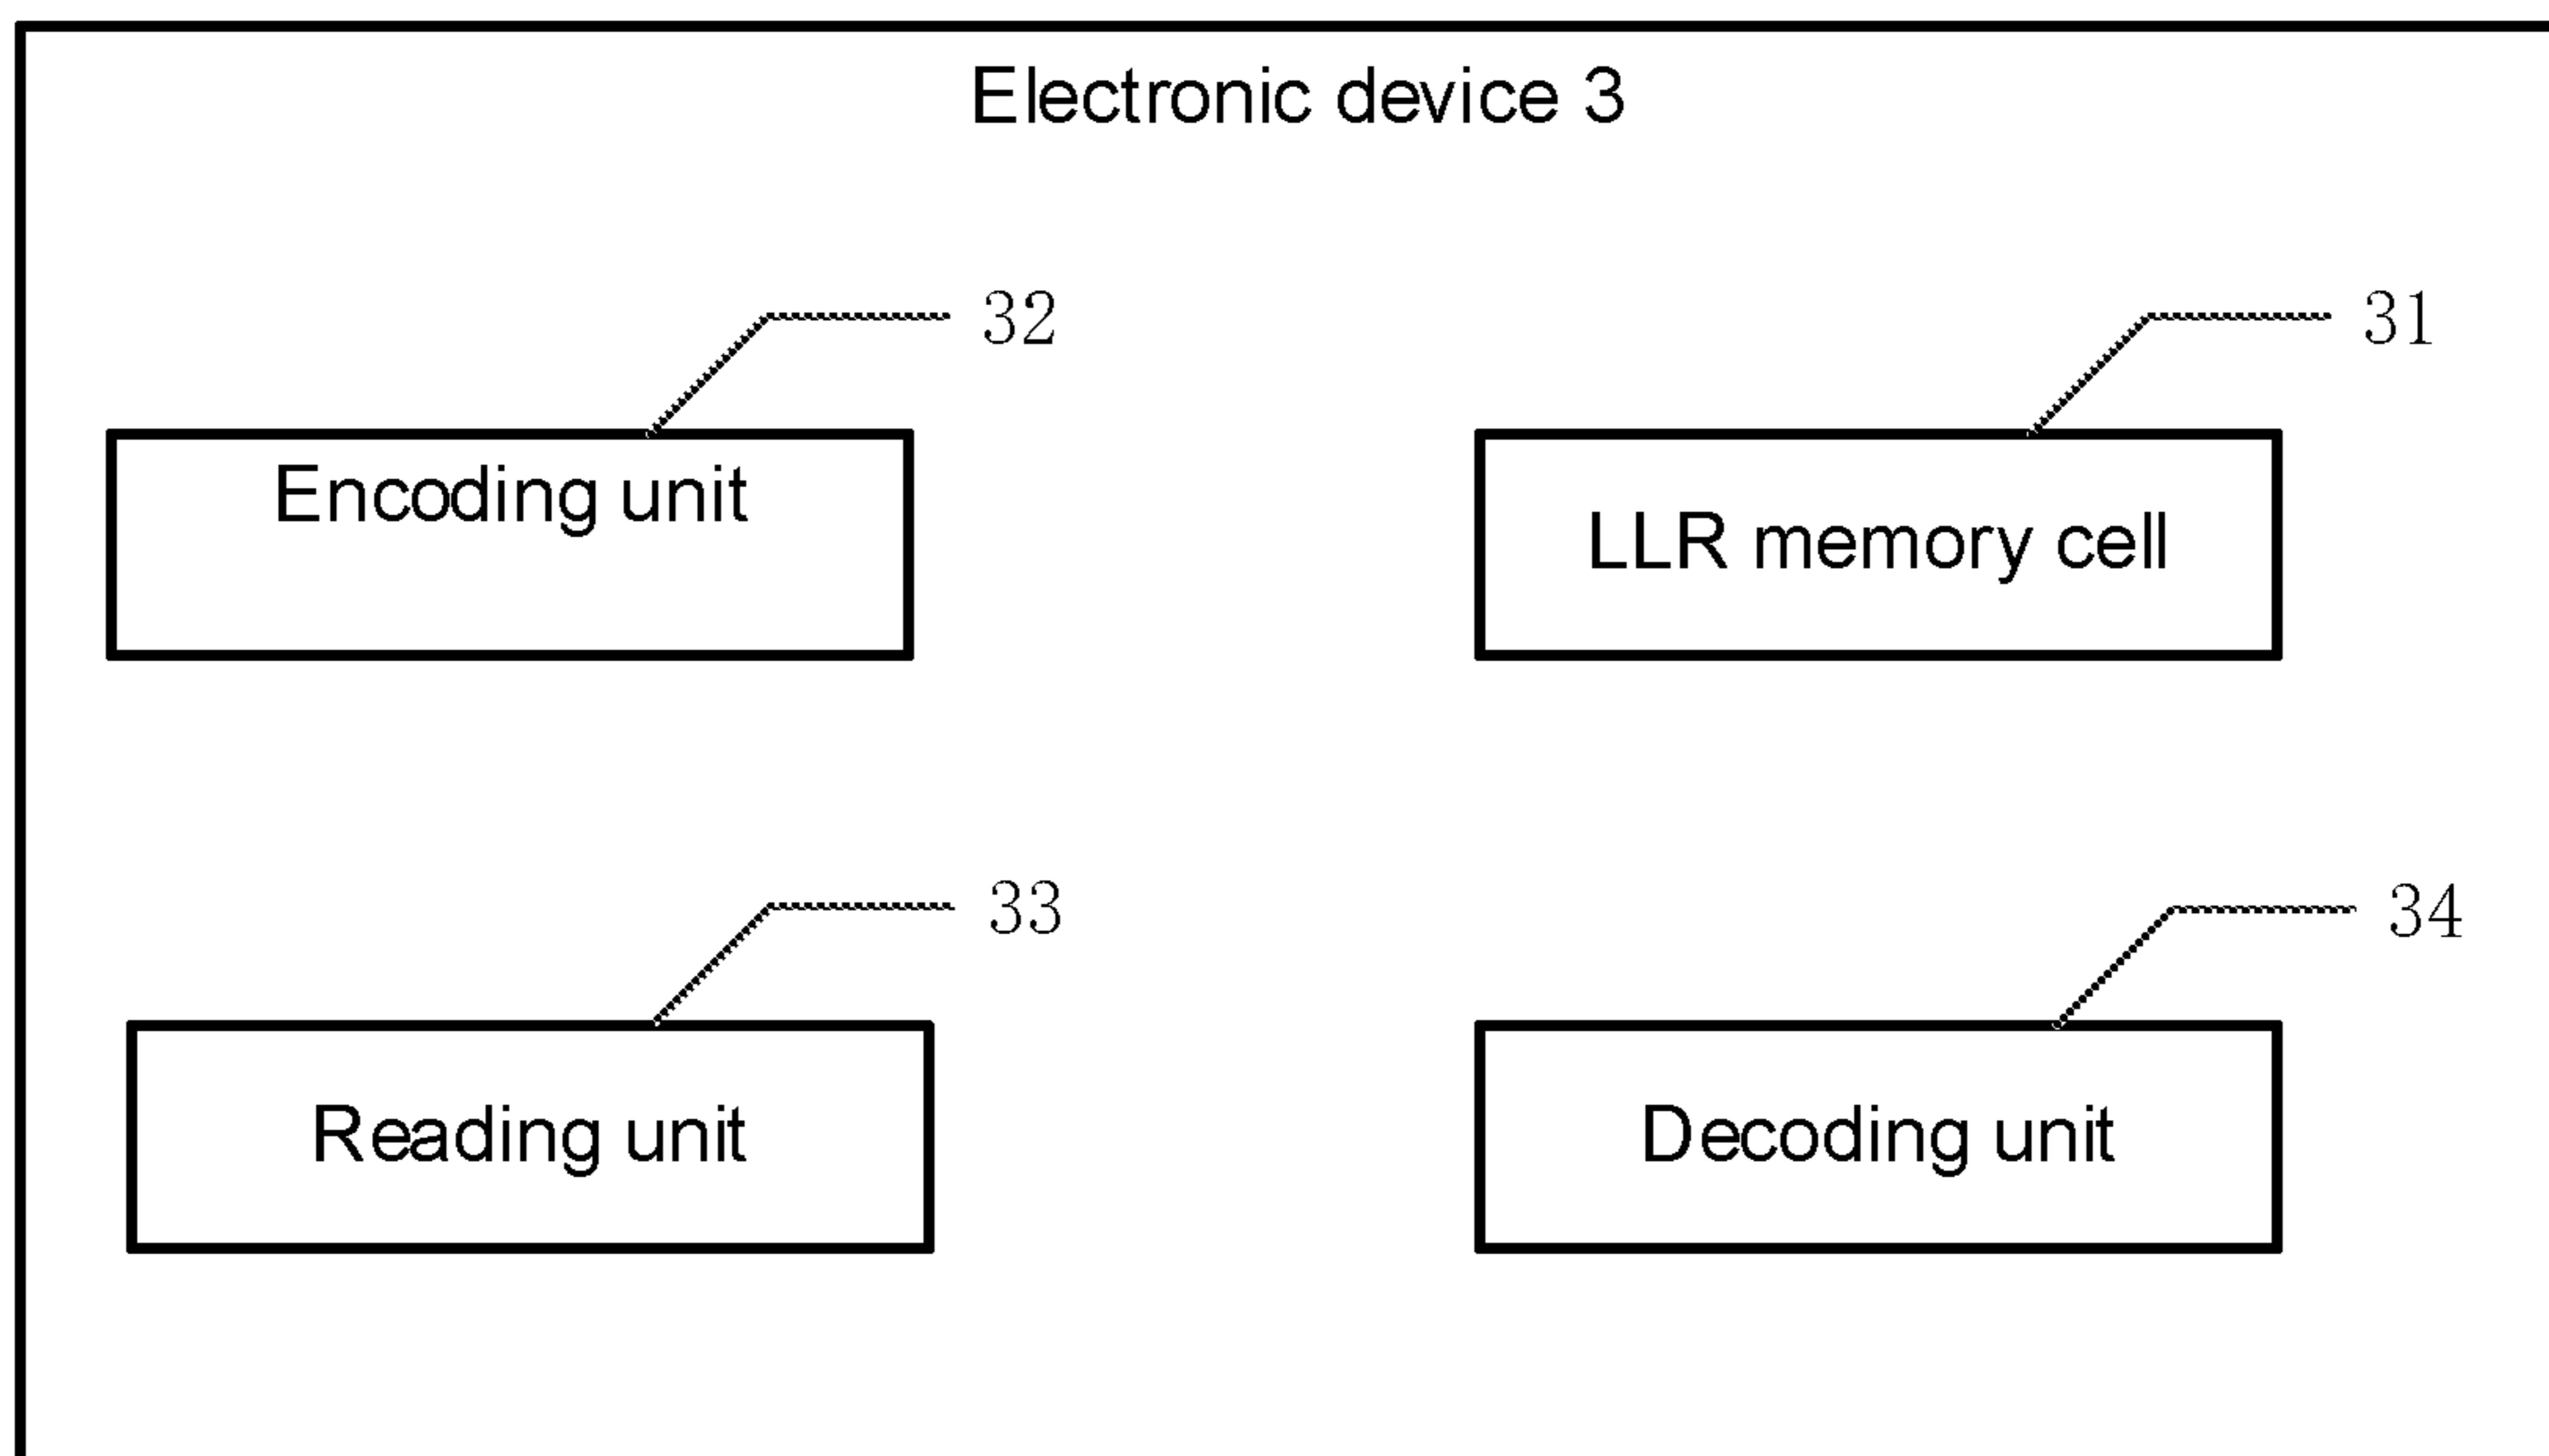 Electronic device 3
32
31
Encoding unit
LLR memory cell
33
34
Reading unit
Decoding unit